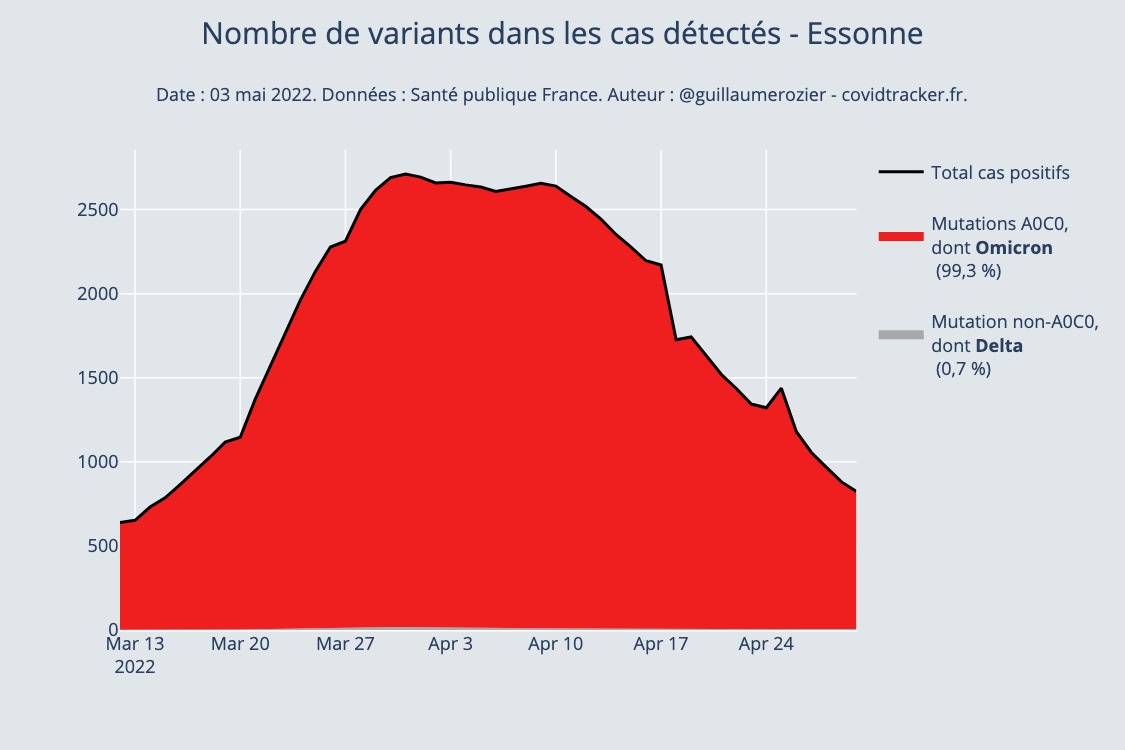 Nombre de variants dans les cas détectés - Essonne
Date : 03 mai 2022. Données : Santé publique France. Auteur : @guillaumerozier - covidtracker.fr.
Total cas positifs
Mutations A0C0,
dont Omicron
(99,3 %)
Mutation non-A0C0,
dont Delta
(0,7 %)
2500
2000
1500
1000
500
0
Mar 13 Mar 20 Mar 27 Apr 3 Apr 10 Apr 17 Apr 24
2022